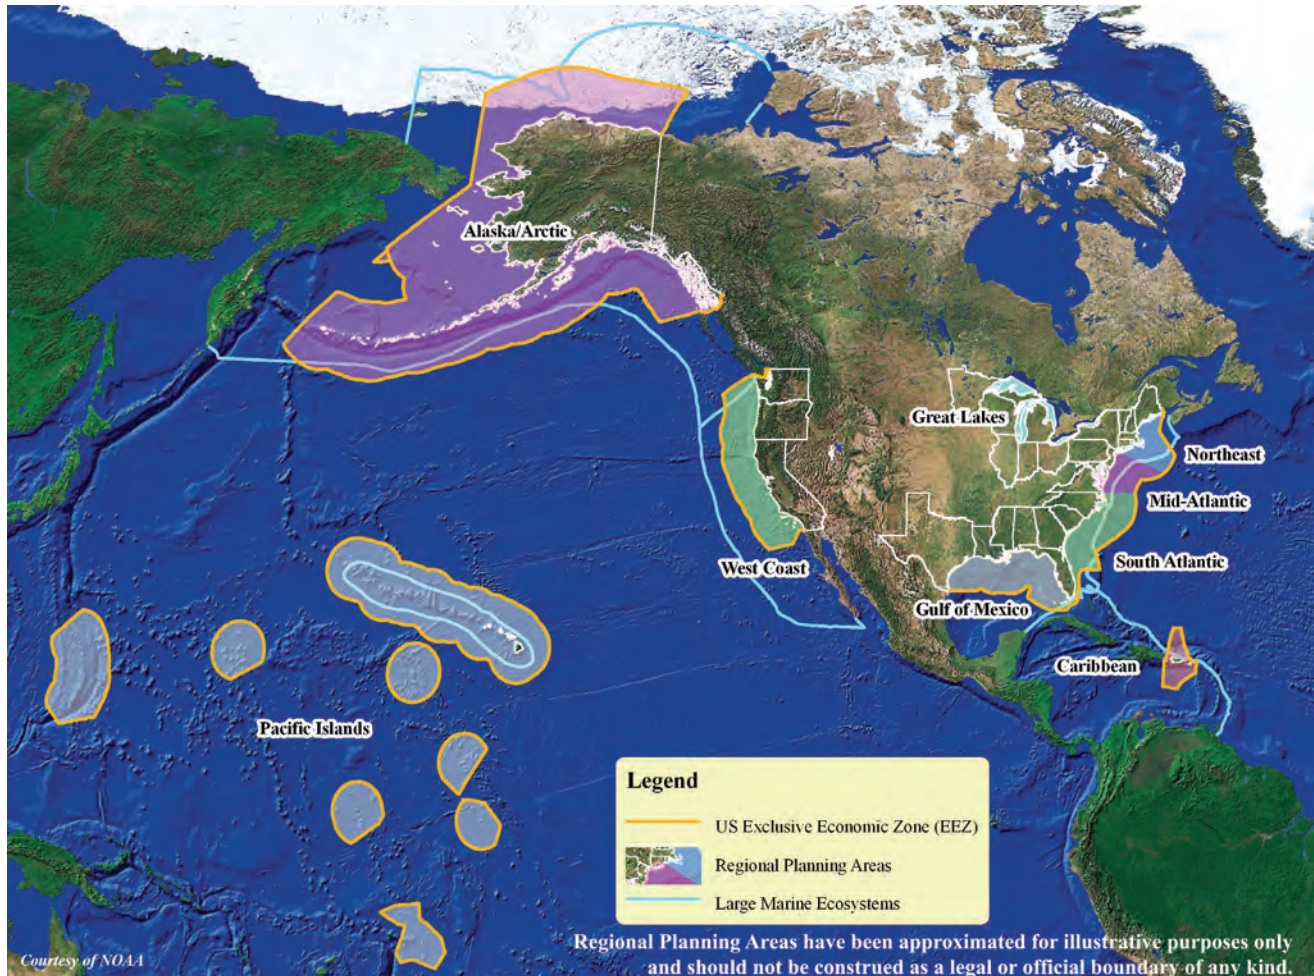 Alaska/Arctic
Great Lakes
Northeast
Mid-Atlantic
West Coast
South Atlantic
Gulf of Mexico
Caribbean
Pacific Islands
Legend
US Exclusive Economic Zone (EEZ)
Regional Planning Areas
Large Marine Ecosystems
Regional Planning Areas have been approximated for illustrative purposes only
and should not be construed as a legal or official boundary of any kind.
Courtesy of NOAA